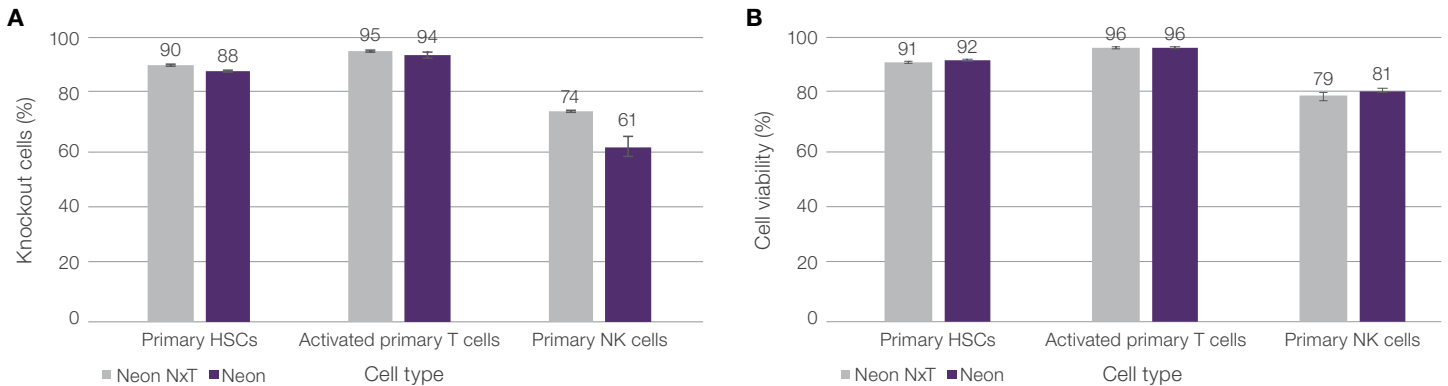 A
Knockout cells (%)
100
80
60
40
20
0
90
88
95
94
74
61
Primary HSCs
Activated primary T cells
Primary NK cells
Neon NxT
Neon
Cell type
B
Cell viability (%)
100
80
60
40
20
0
91
92
96
96
79
81
Primary HSCs
Activated primary T cells
Primary NK cells
Neon NxT
Neon
Cell type